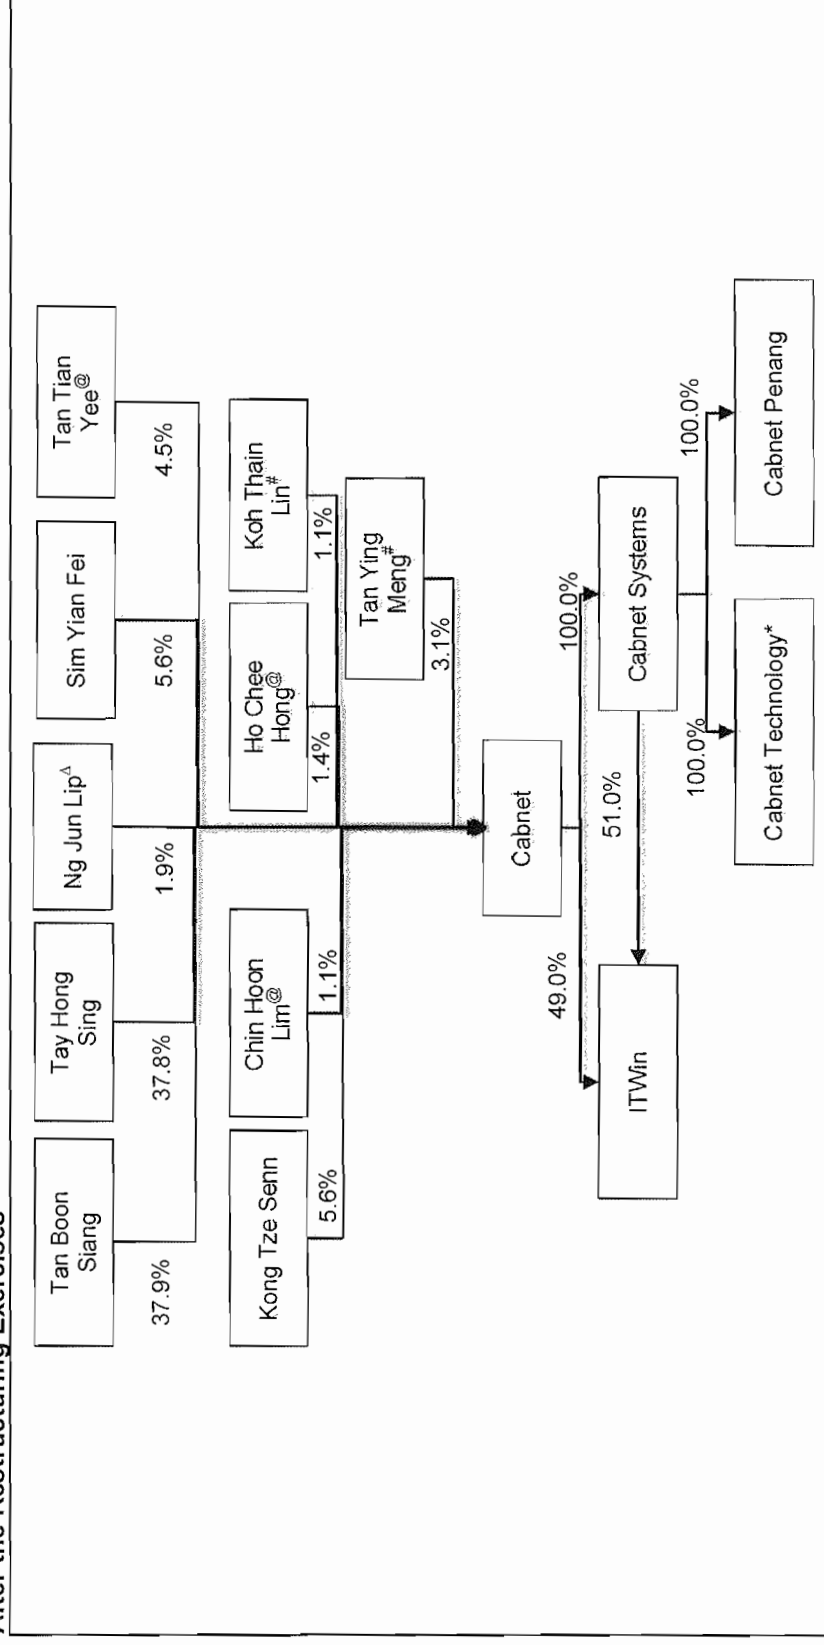 After the Restructuring Exercises
Tan Boon
Siang
Tay Hong
Sing
Ng Jun Lip△
Sim Yian Fei
Tan Tian
Yee@
37.9%
37.8%
1.9%
5.6%
4.5%
Kong Tze Senn
Chin Hoon
Lim@
Ho Chee
Hong@
Koh Thain
Lin#
5.6%
1.1%
1.4%
1.1%
Tan Ying
Meng#
3.1%
Cabnet
49.0%
100.0%
ITWin
51.0%
Cabnet Systems
100.0%
100.0%
Cabnet Technology*
Cabnet Penang